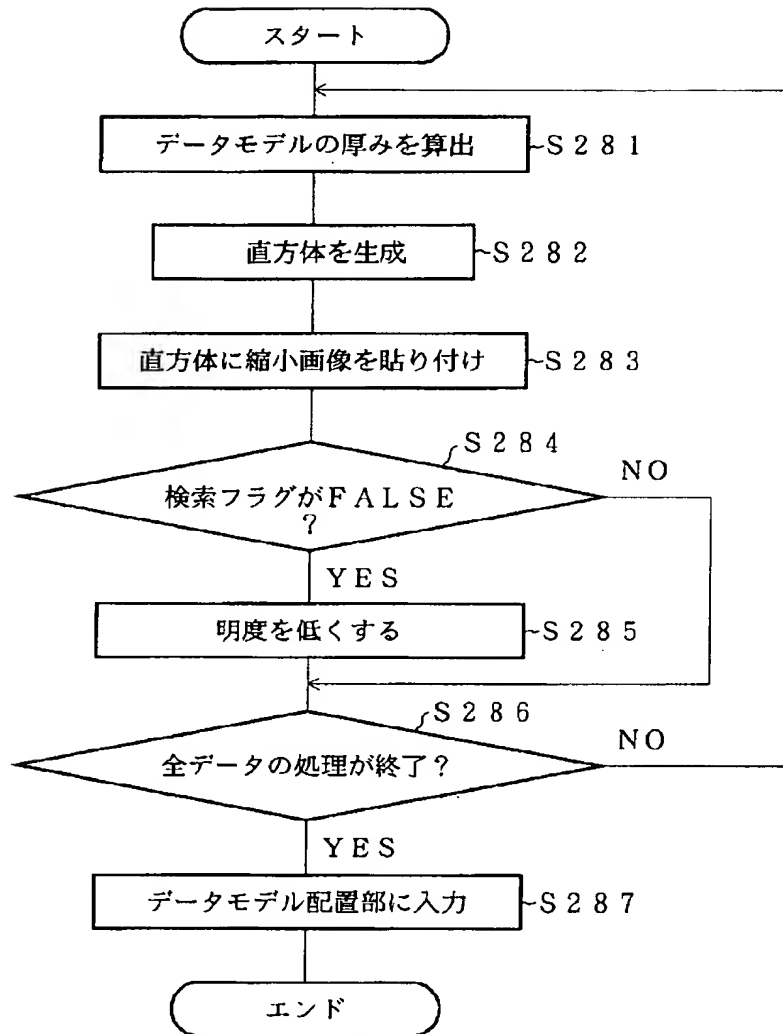 スタート
データモデルの厚みを算出 ~S281
直方体を生成 ~S282
直方体に縮小画像を貼り付け ~S283
S284
検索フラグがFALSE
?
NO
YES
明度を低くする ~S285
S286
全データの処理が終了?
NO
YES
データモデル配置部に入力 ~S287
エンド